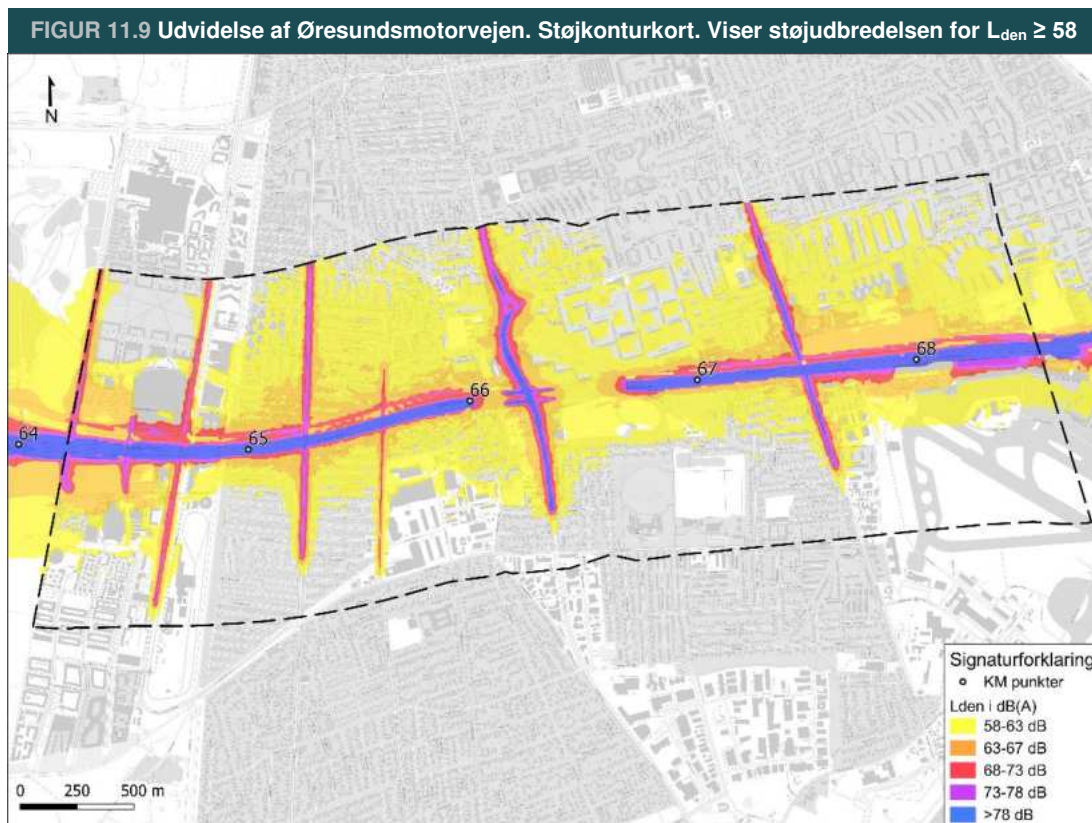 FIGUR 11.9 Udvidelse af Øresundsmotorvejen. Støjkonturkort. Viser støjudbredelsen for Lden ≥ 58
N
66
67
68
64
65
Signaturforklaring
KM punkter
Lden i dB(A)
58-63 dB
63-67 dB
68-73 dB
73-78 dB
>78 dB
0 250 500 m